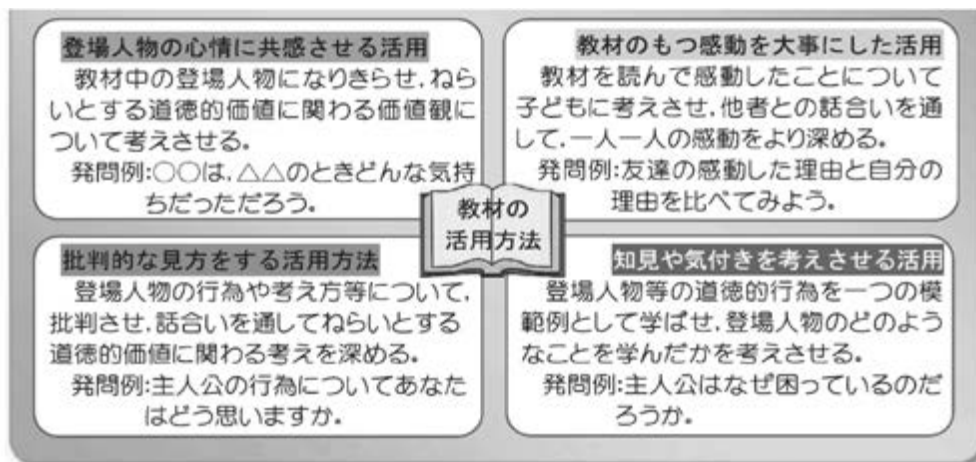 登場人物の心情に共感させる活用
教材中の登場人物になりきらせ,ねら
いとする道徳的価値に関わる価値観に
ついて考えさせる。
発問例:○○は,△△のときどんな気持
ちだっただろう。
教材のもつ感動を大事にした活用
教材を読んで感動したことについて
子どもに考えさせ,他者との話合いを通
して,一人一人の感動をより深める。
発問例:友達の感動した理由と自分の
理由を比べてみよう。
教材の
活用方法
批判的な見方をする活用方法
登場人物の行為や考え方等について,
批判させ,話合いを通してねらいとする
道徳的価値に関わる考えを深める。
発問例:主人公の行為についてあなた
はどう思いますか。
知見や気付きを考えさせる活用
登場人物等の道徳的行為を一つの模
範例として学ばせ,登場人物のどのよう
なことを学んだかを考えさせる。
発問例:主人公はなぜ困っているのだ
ろうか。